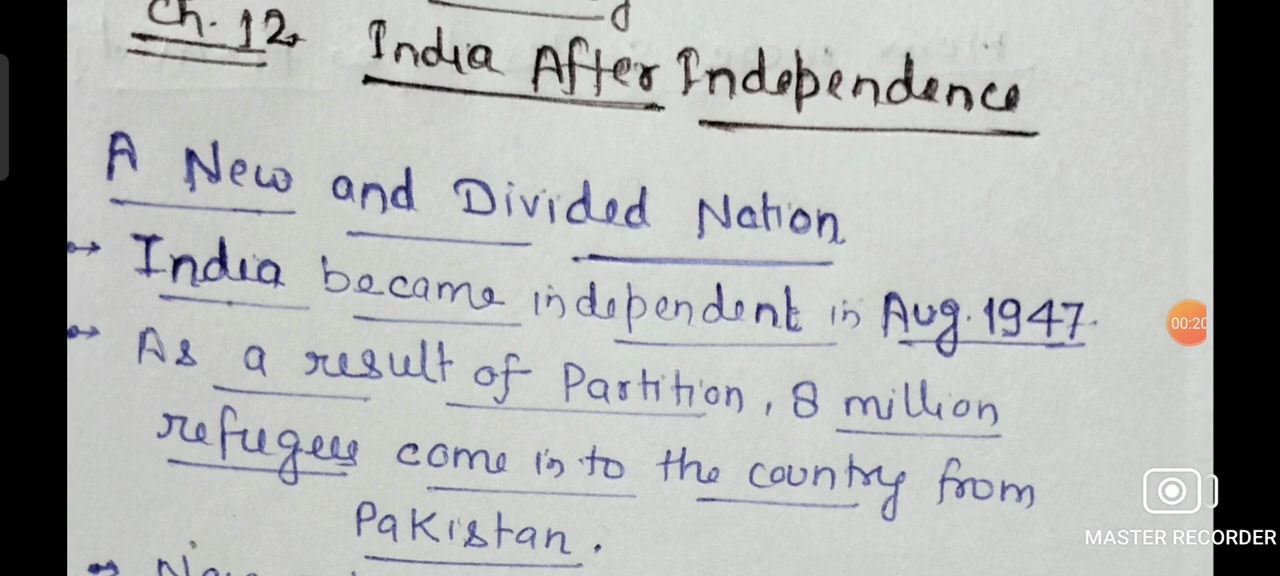 Ch. 12 India After Independence
A New and Divided Nation
→ India became independent in Aug. 1947.
→ As a result of Partition, 8 million
refugees come in to the country from
Pakistan.
00:20
MASTER RECORDER